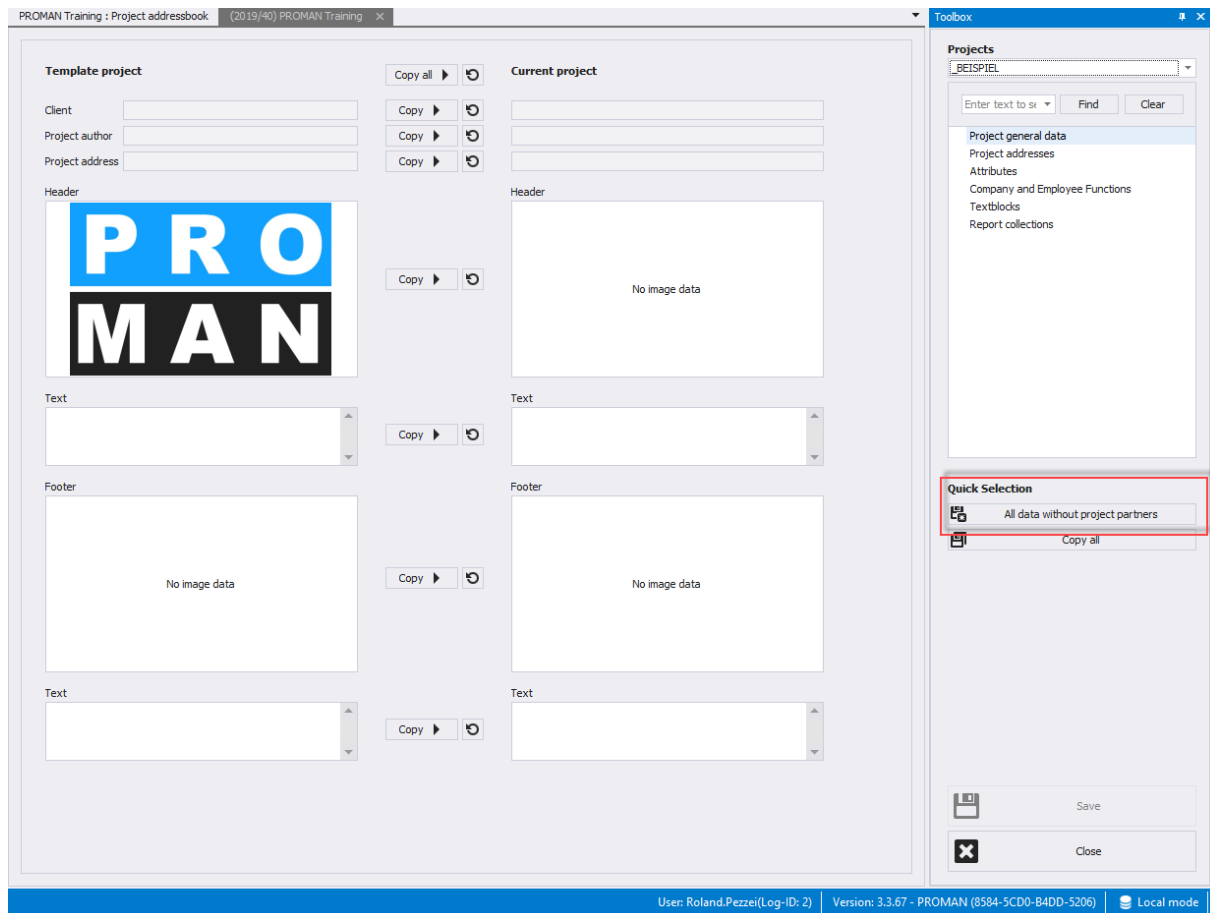 PROMAN Training : Project addressbook
(2019/40) PROMAN Training
Toolbox
Template project
Copy all
Current project
Client
Copy
Project author
Copy
Project address
Copy
Header
Header
PRO
MAN
Copy
No image data
Text
Text
Copy
Footer
Footer
No image data
Copy
No image data
Text
Text
Copy
Projects
_BEISPIEL
Enter text to se
Find
Clear
Project general data
Project addresses
Attributes
Company and Employee Functions
Textblocks
Report collections
Quick Selection
All data without project partners
Copy all
Save
Close
User: Roland.Pezzei(Log-ID: 2)
Version: 3.3.67 - PROMAN (8584-5CD0-B4DD-5206)
Local mode